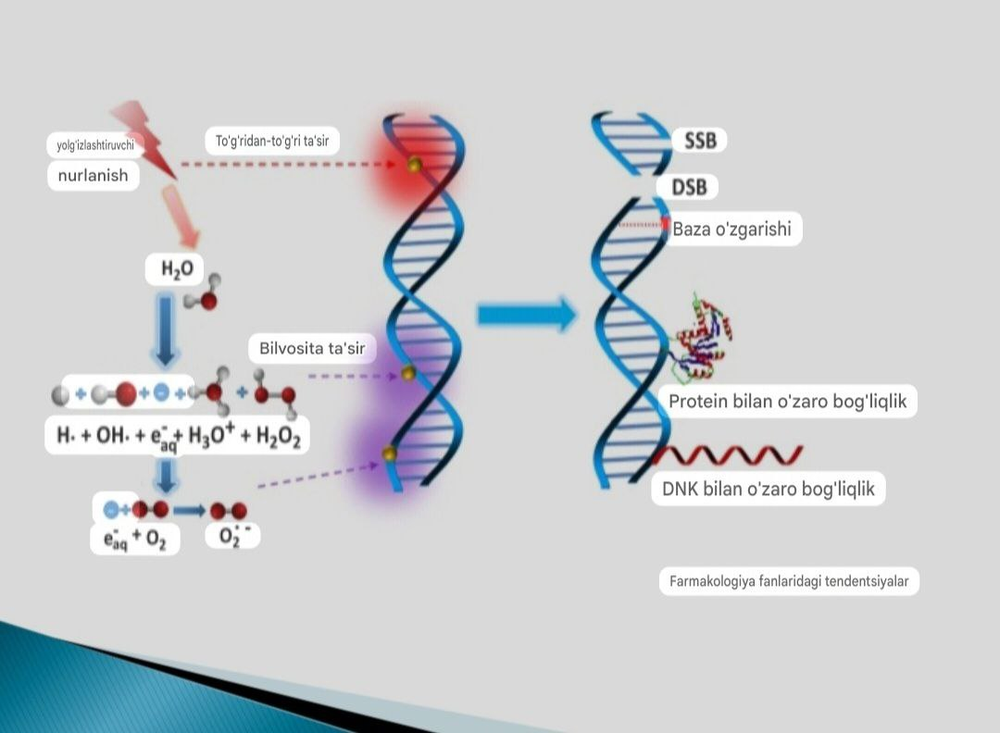 yolg'izlashtiruvchi
nurlanish
To'g'ridan-to'g'ri ta'sir
H₂O
Bilvosita ta'sir
H· + OH· + e⁻aq + H₃O⁺ + H₂O₂
e⁻aq + O₂
O₂·⁻
SSB
DSB
Baza o'zgarishi
Protein bilan o'zaro bog'liqlik
DNK bilan o'zaro bog'liqlik
Farmakologiya fanlaridagi tendentsiyalar